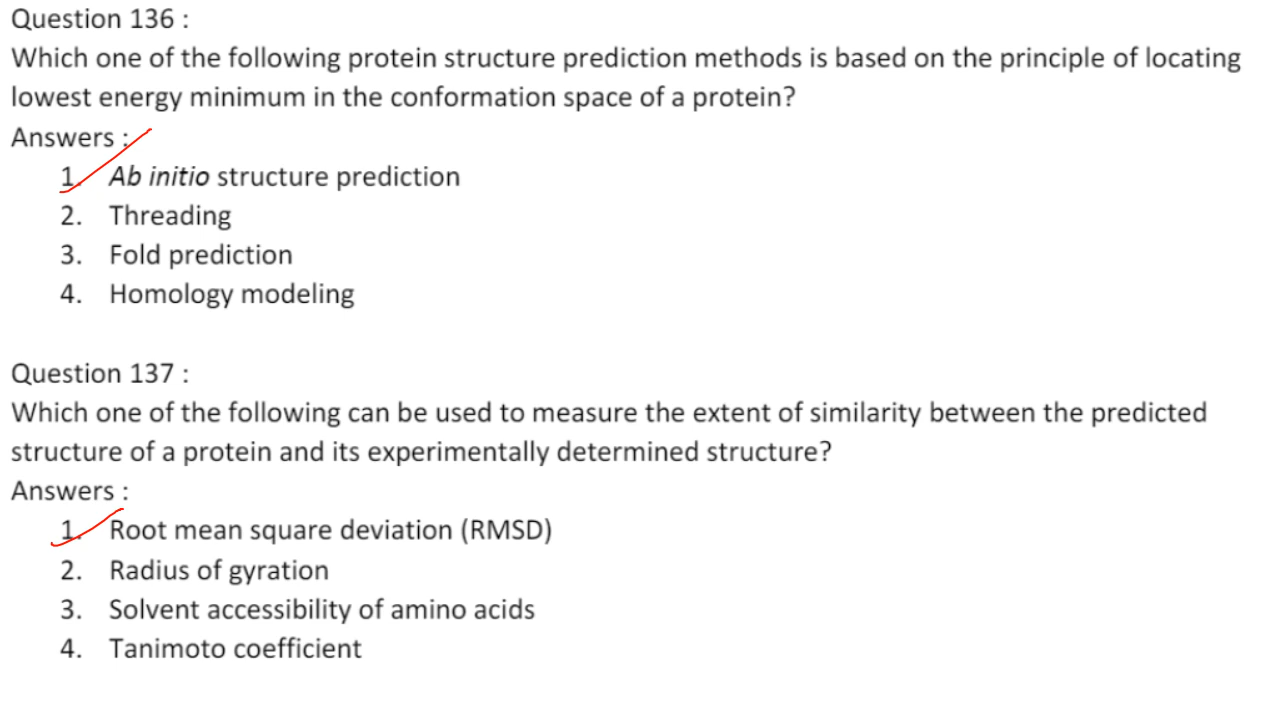 Question 136 :
Which one of the following protein structure prediction methods is based on the principle of locating
lowest energy minimum in the conformation space of a protein?
Answers :
1. Ab initio structure prediction
2. Threading
3. Fold prediction
4. Homology modeling
Question 137 :
Which one of the following can be used to measure the extent of similarity between the predicted
structure of a protein and its experimentally determined structure?
Answers :
1. Root mean square deviation (RMSD)
2. Radius of gyration
3. Solvent accessibility of amino acids
4. Tanimoto coefficient